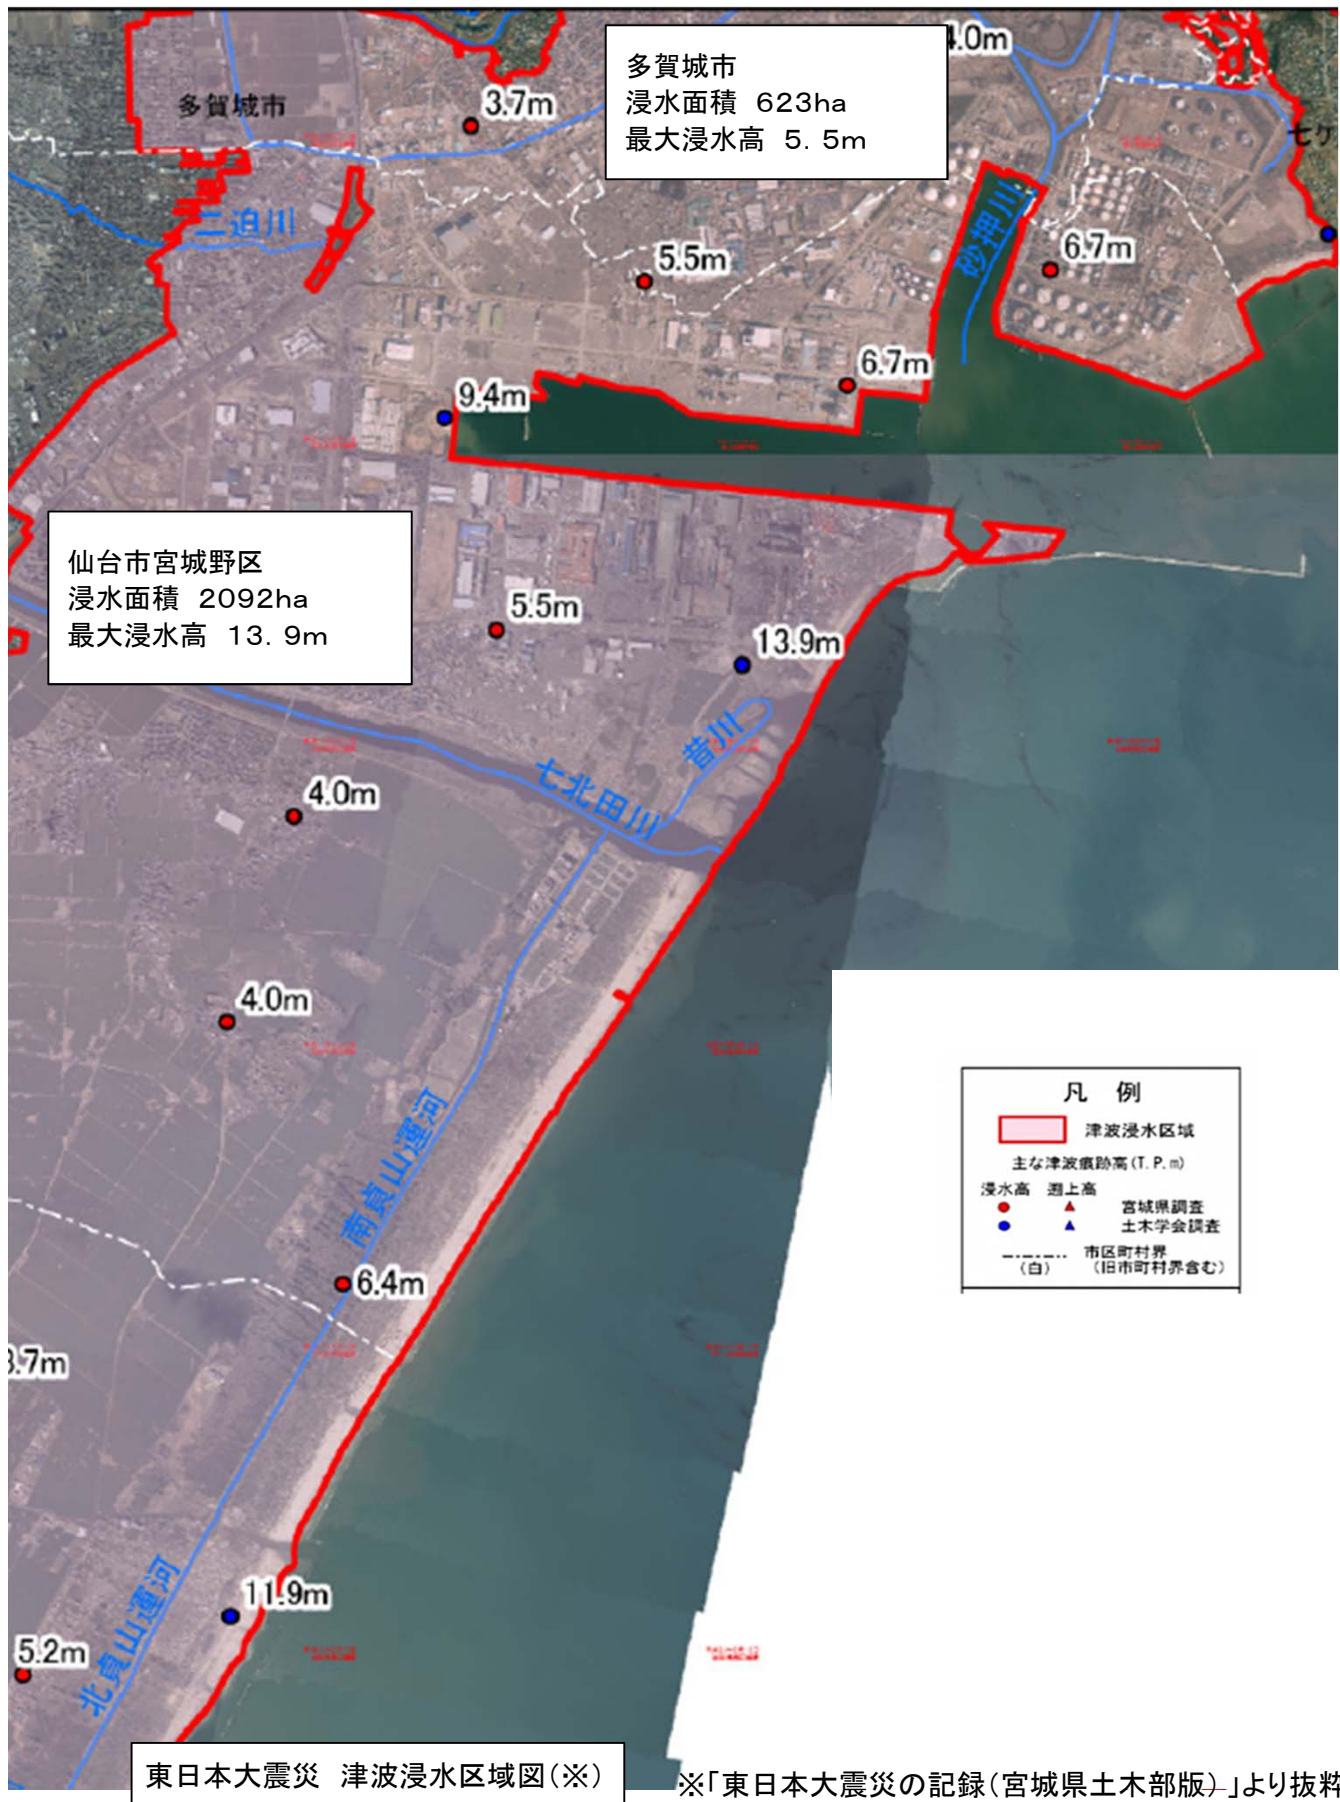 多賀城市
3.7m
多賀城市
浸水面積 623ha
最大浸水高 5.5m
4.0m
七ケ
二迫川
砂押川
5.5m
6.7m
6.7m
9.4m
仙台市宮城野区
浸水面積 2092ha
最大浸水高 13.9m
5.5m
13.9m
昔川
七北田川
4.0m
4.0m
南貞山運河
6.4m
3.7m
凡 例
津波浸水区域
主な津波痕跡高(T.P.m)
浸水高 遡上高
宮城県調査
土木学会調査
市区町村界
(白) (旧市町村界含む)
11.9m
5.2m
北貞山運河
東日本大震災 津波浸水区域図(※)
※「東日本大震災の記録(宮城県土木部版)」より抜粋